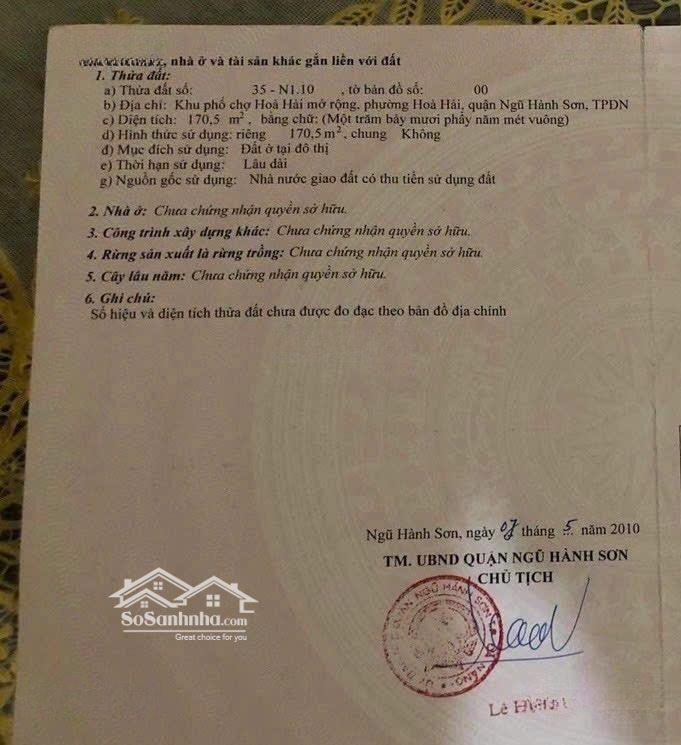 , nhà ở và tài sản khác gắn liền với đất
1. Thửa đất:
a) Thửa đất số: 35 - N1.10 , tờ bản đồ số: 00
b) Địa chỉ: Khu phố chợ Hoà Hải mở rộng, phường Hoà Hải, quận Ngũ Hành Sơn, TPĐN
c) Diện tích: 170,5 m², bằng chữ: (Một trăm bảy mươi phẩy năm mét vuông)
d) Hình thức sử dụng: riêng 170,5 m², chung Không
đ) Mục đích sử dụng: Đất ở tại đô thị
e) Thời hạn sử dụng: Lâu dài
g) Nguồn gốc sử dụng: Nhà nước giao đất có thu tiền sử dụng đất
2. Nhà ở: Chưa chứng nhận quyền sở hữu.
3. Công trình xây dựng khác: Chưa chứng nhận quyền sở hữu.
4. Rừng sản xuất là rừng trồng: Chưa chứng nhận quyền sở hữu.
5. Cây lâu năm: Chưa chứng nhận quyền sở hữu.
6. Ghi chú:
Số hiệu và diện tích thửa đất chưa được đo đạc theo bản đồ địa chính
Ngũ Hành Sơn, ngày 07 tháng 5 năm 2010
TM. UBND QUẬN NGŨ HÀNH SƠN
CHỦ TỊCH
QUẬN NGŨ HÀNH SƠN
SoSanhnha.com
Great choice for you
Lê